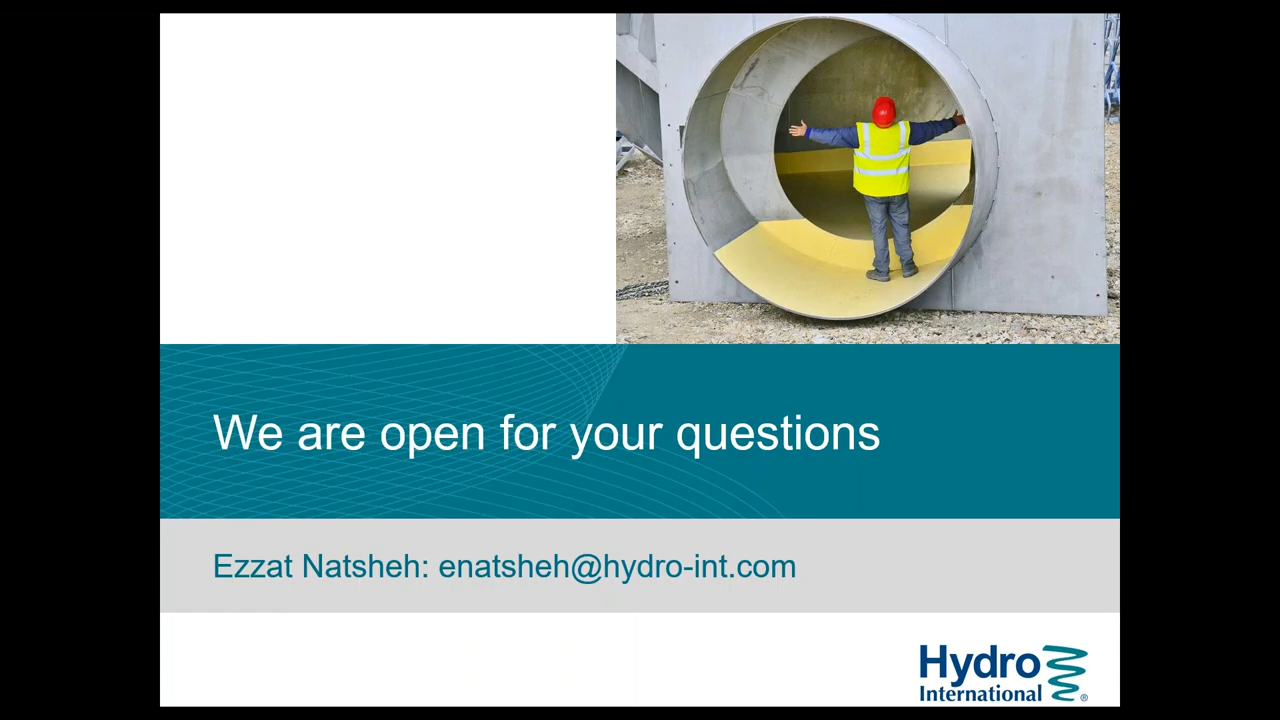 We are open for your questions
Ezzat Natsheh: enatsheh@hydro-int.com
Hydro
International®